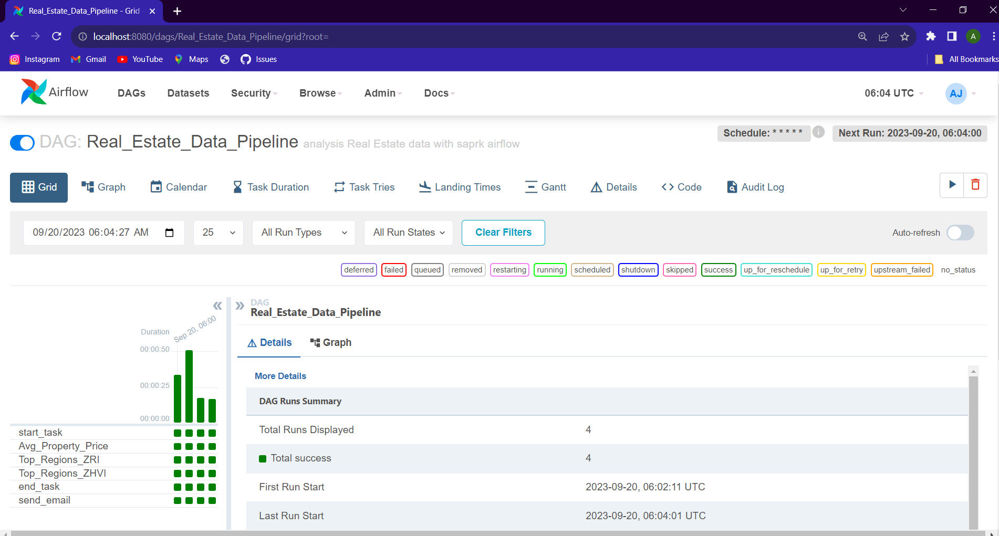 Real_Estate_Data_Pipeline - Grid
localhost:8080/dags/Real_Estate_Data_Pipeline/grid?root=
A
Instagram Gmail YouTube Maps Issues All Bookmarks
Airflow DAGs Datasets Security Browse Admin Docs 06:04 UTC AJ
DAG: Real_Estate_Data_Pipeline analysis Real Estate data with saprk airflow
Schedule: * * * * * Next Run: 2023-09-20, 06:04:00
Grid Graph Calendar Task Duration Task Tries Landing Times Gantt Details Code Audit Log
09/20/2023 06:04:27 AM 25 All Run Types All Run States Clear Filters Auto-refresh
deferred failed queued removed restarting running scheduled shutdown skipped success up_for_reschedule up_for_retry upstream_failed no_status
Duration
Sep 20, 06:00
00:00:50
00:00:25
00:00:00
start_task
Avg_Property_Price
Top_Regions_ZRI
Top_Regions_ZHVI
end_task
send_email
DAG
Real_Estate_Data_Pipeline
Details Graph
More Details
DAG Runs Summary
Total Runs Displayed 4
Total success 4
First Run Start 2023-09-20, 06:02:11 UTC
Last Run Start 2023-09-20, 06:04:01 UTC